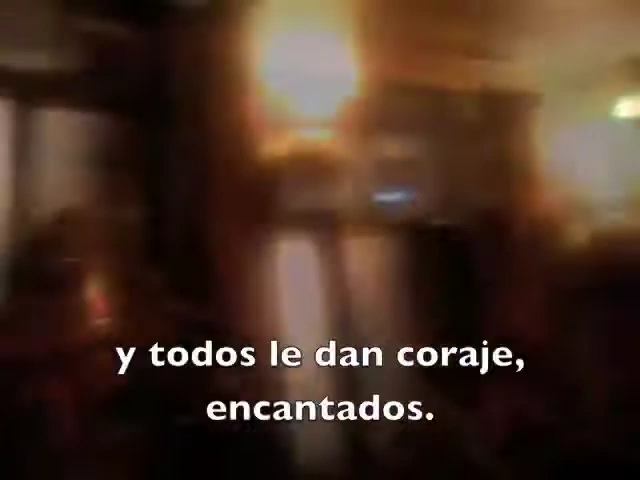 y todos le dan coraje,
encantados.